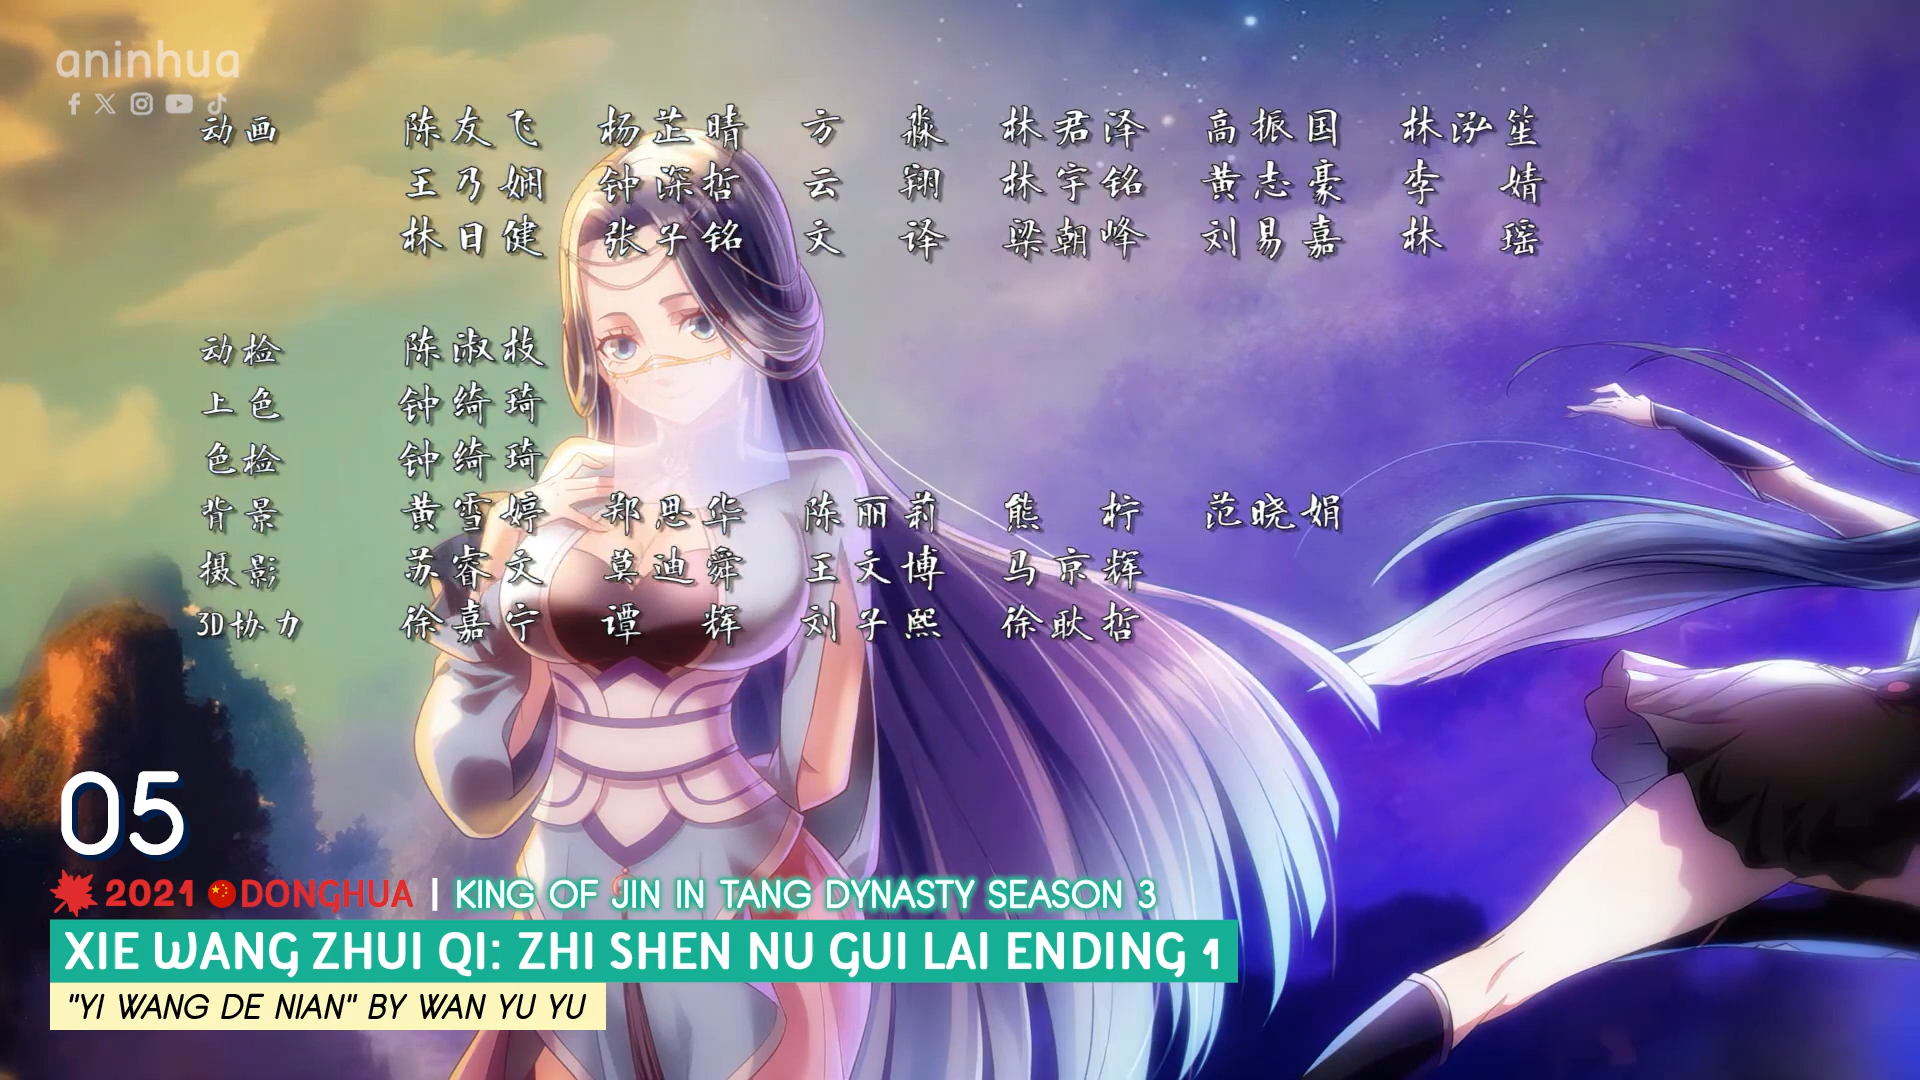 aninhua
动画 陈友飞 杨芷晴 方淼 林君泽 高振国 林泓笙
王乃娴 钟深哲 云翔 林宇铭 黄志豪 李婧
林日健 张子铭 文译 梁朝峰 刘易嘉 林瑶
动检 陈淑枝
上色 钟绮琦
色检 钟绮琦
背景 黄雪婷 郑思华 陈丽莉 熊柠 范晓娟
摄影 苏睿文 莫迪舜 王文博 马京辉
3D协力 徐嘉宁 谭辉 刘子熙 徐耿哲
05
2021 DONGHUA | KING OF JIN IN TANG DYNASTY SEASON 3
XIE WANG ZHUI QI: ZHI SHEN NU GUI LAI ENDING 1
"YI WANG DE NIAN" BY WAN YU YU